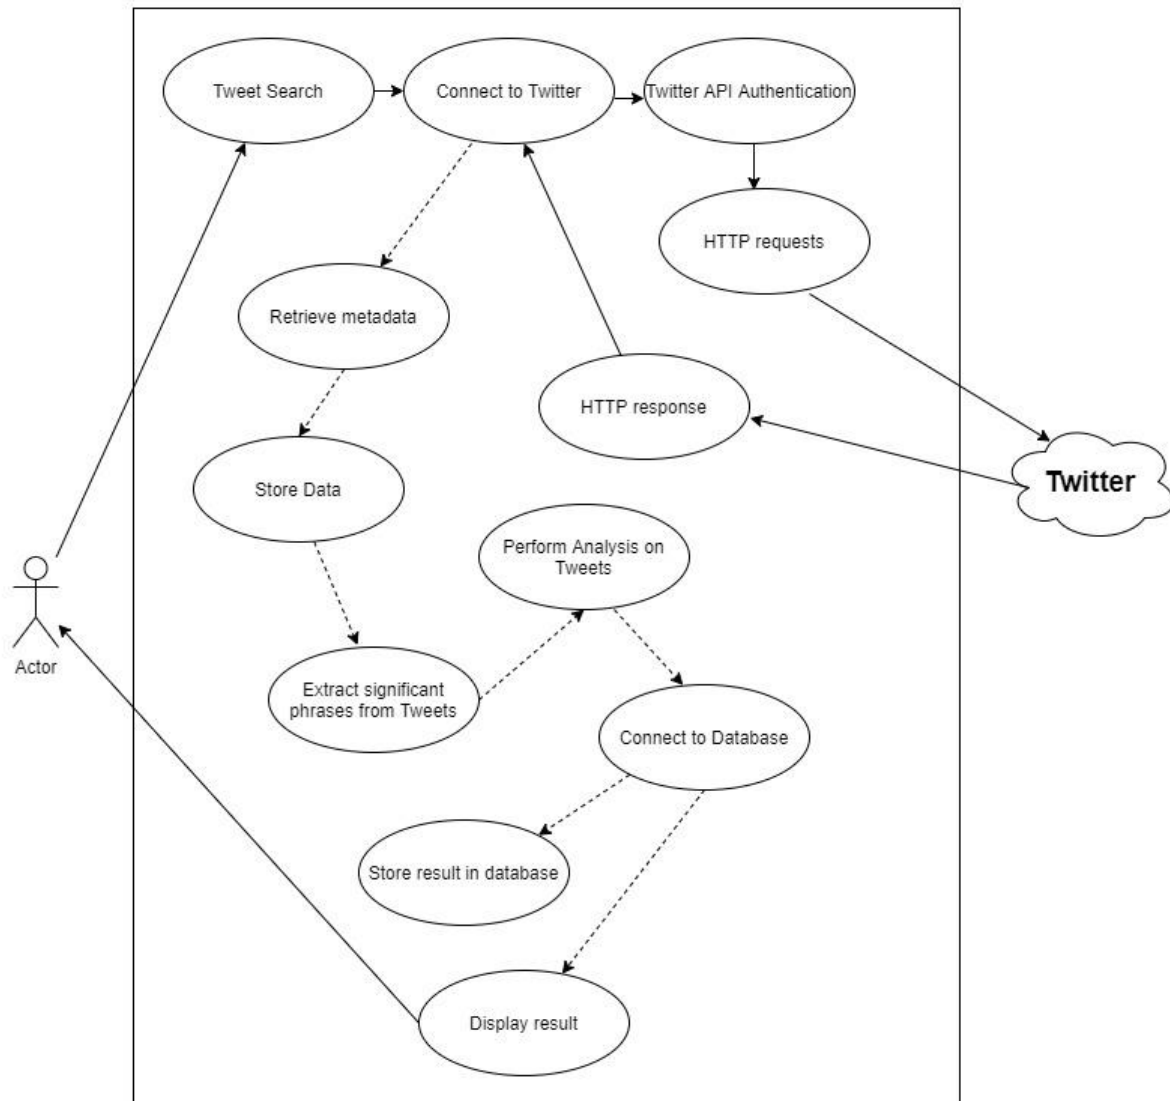 Tweet Search
Connect to Twitter
Twitter API Authentication
HTTP requests
Retrieve metadata
HTTP response
Twitter
Store Data
Perform Analysis on
Tweets
Actor
Extract significant
phrases from Tweets
Connect to Database
Store result in database
Display result